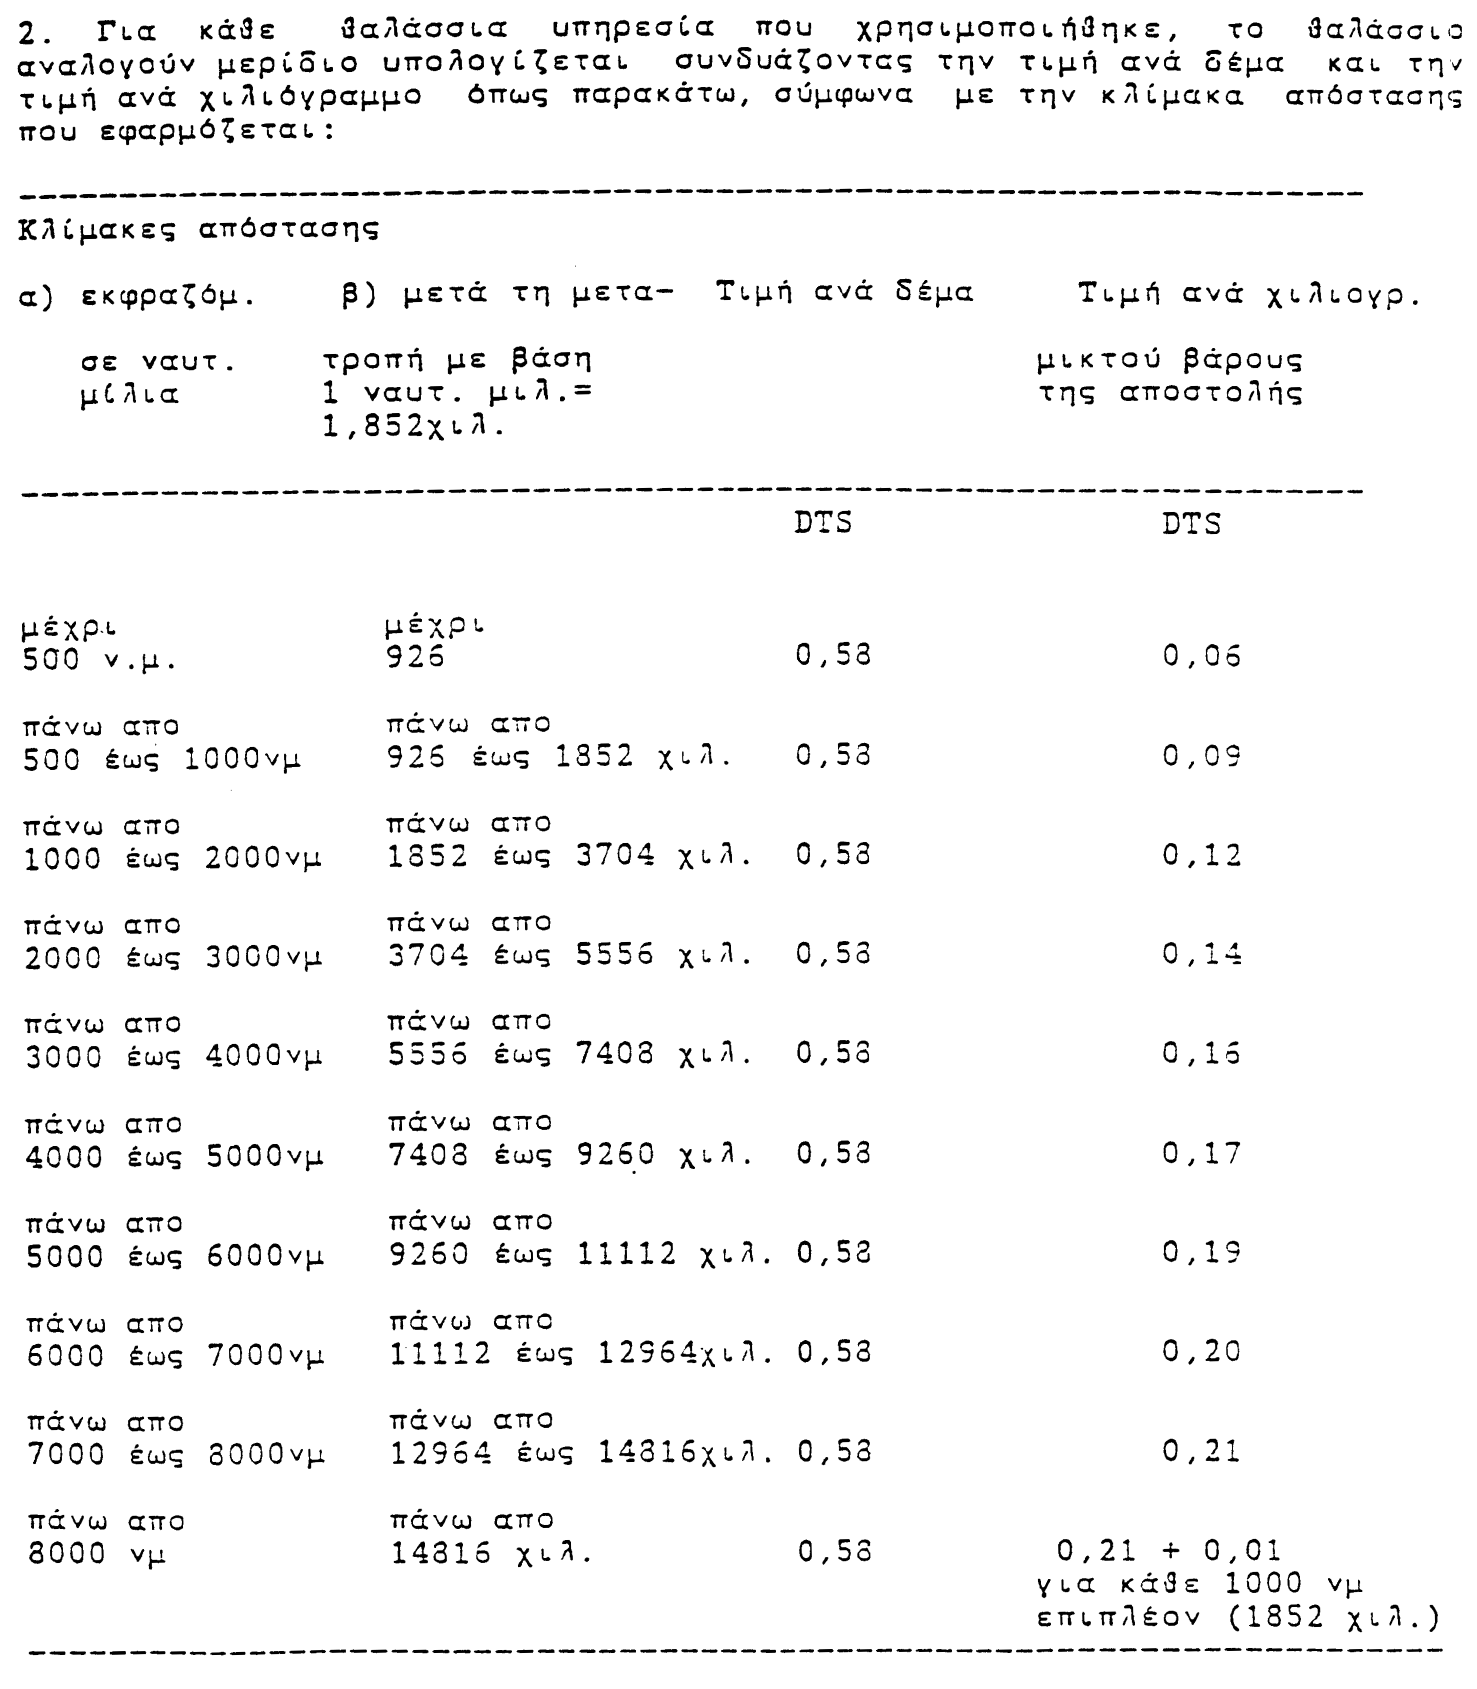 2. Για κάθε θαλάσσια υπηρεσία που χρησιμοποιήθηκε, το θαλάσσιο
αναλογούν μερίδιο υπολογίζεται συνδυάζοντας την τιμή ανά δέμα και την
τιμή ανά χιλιόγραμμο όπως παρακάτω, σύμφωνα με την κλίμακα απόστασης
που εφαρμόζεται:
Κλίμακες απόστασης
α) εκφραζόμ. β) μετά τη μετα- Τιμή ανά δέμα Τιμή ανά χιλιογρ.
σε ναυτ. τροπή με βάση μικτού βάρους
μίλια 1 ναυτ. μιλ.= της αποστολής
1,852χιλ.
DTS DTS
μέχρι μέχρι
500 ν.μ. 926 0,58 0,06
πάνω απο πάνω απο
500 έως 1000νμ 926 έως 1852 χιλ. 0,58 0,09
πάνω απο πάνω απο
1000 έως 2000νμ 1852 έως 3704 χιλ. 0,58 0,12
πάνω απο πάνω απο
2000 έως 3000νμ 3704 έως 5556 χιλ. 0,58 0,14
πάνω απο πάνω απο
3000 έως 4000νμ 5556 έως 7408 χιλ. 0,58 0,16
πάνω απο πάνω απο
4000 έως 5000νμ 7408 έως 9260 χιλ. 0,58 0,17
πάνω απο πάνω απο
5000 έως 6000νμ 9260 έως 11112 χιλ. 0,58 0,19
πάνω απο πάνω απο
6000 έως 7000νμ 11112 έως 12964χιλ. 0,58 0,20
πάνω απο πάνω απο
7000 έως 8000νμ 12964 έως 14816χιλ. 0,58 0,21
πάνω απο πάνω απο
8000 νμ 14816 χιλ. 0,58 0,21 + 0,01
για κάθε 1000 νμ
επιπλέον (1852 χιλ.)